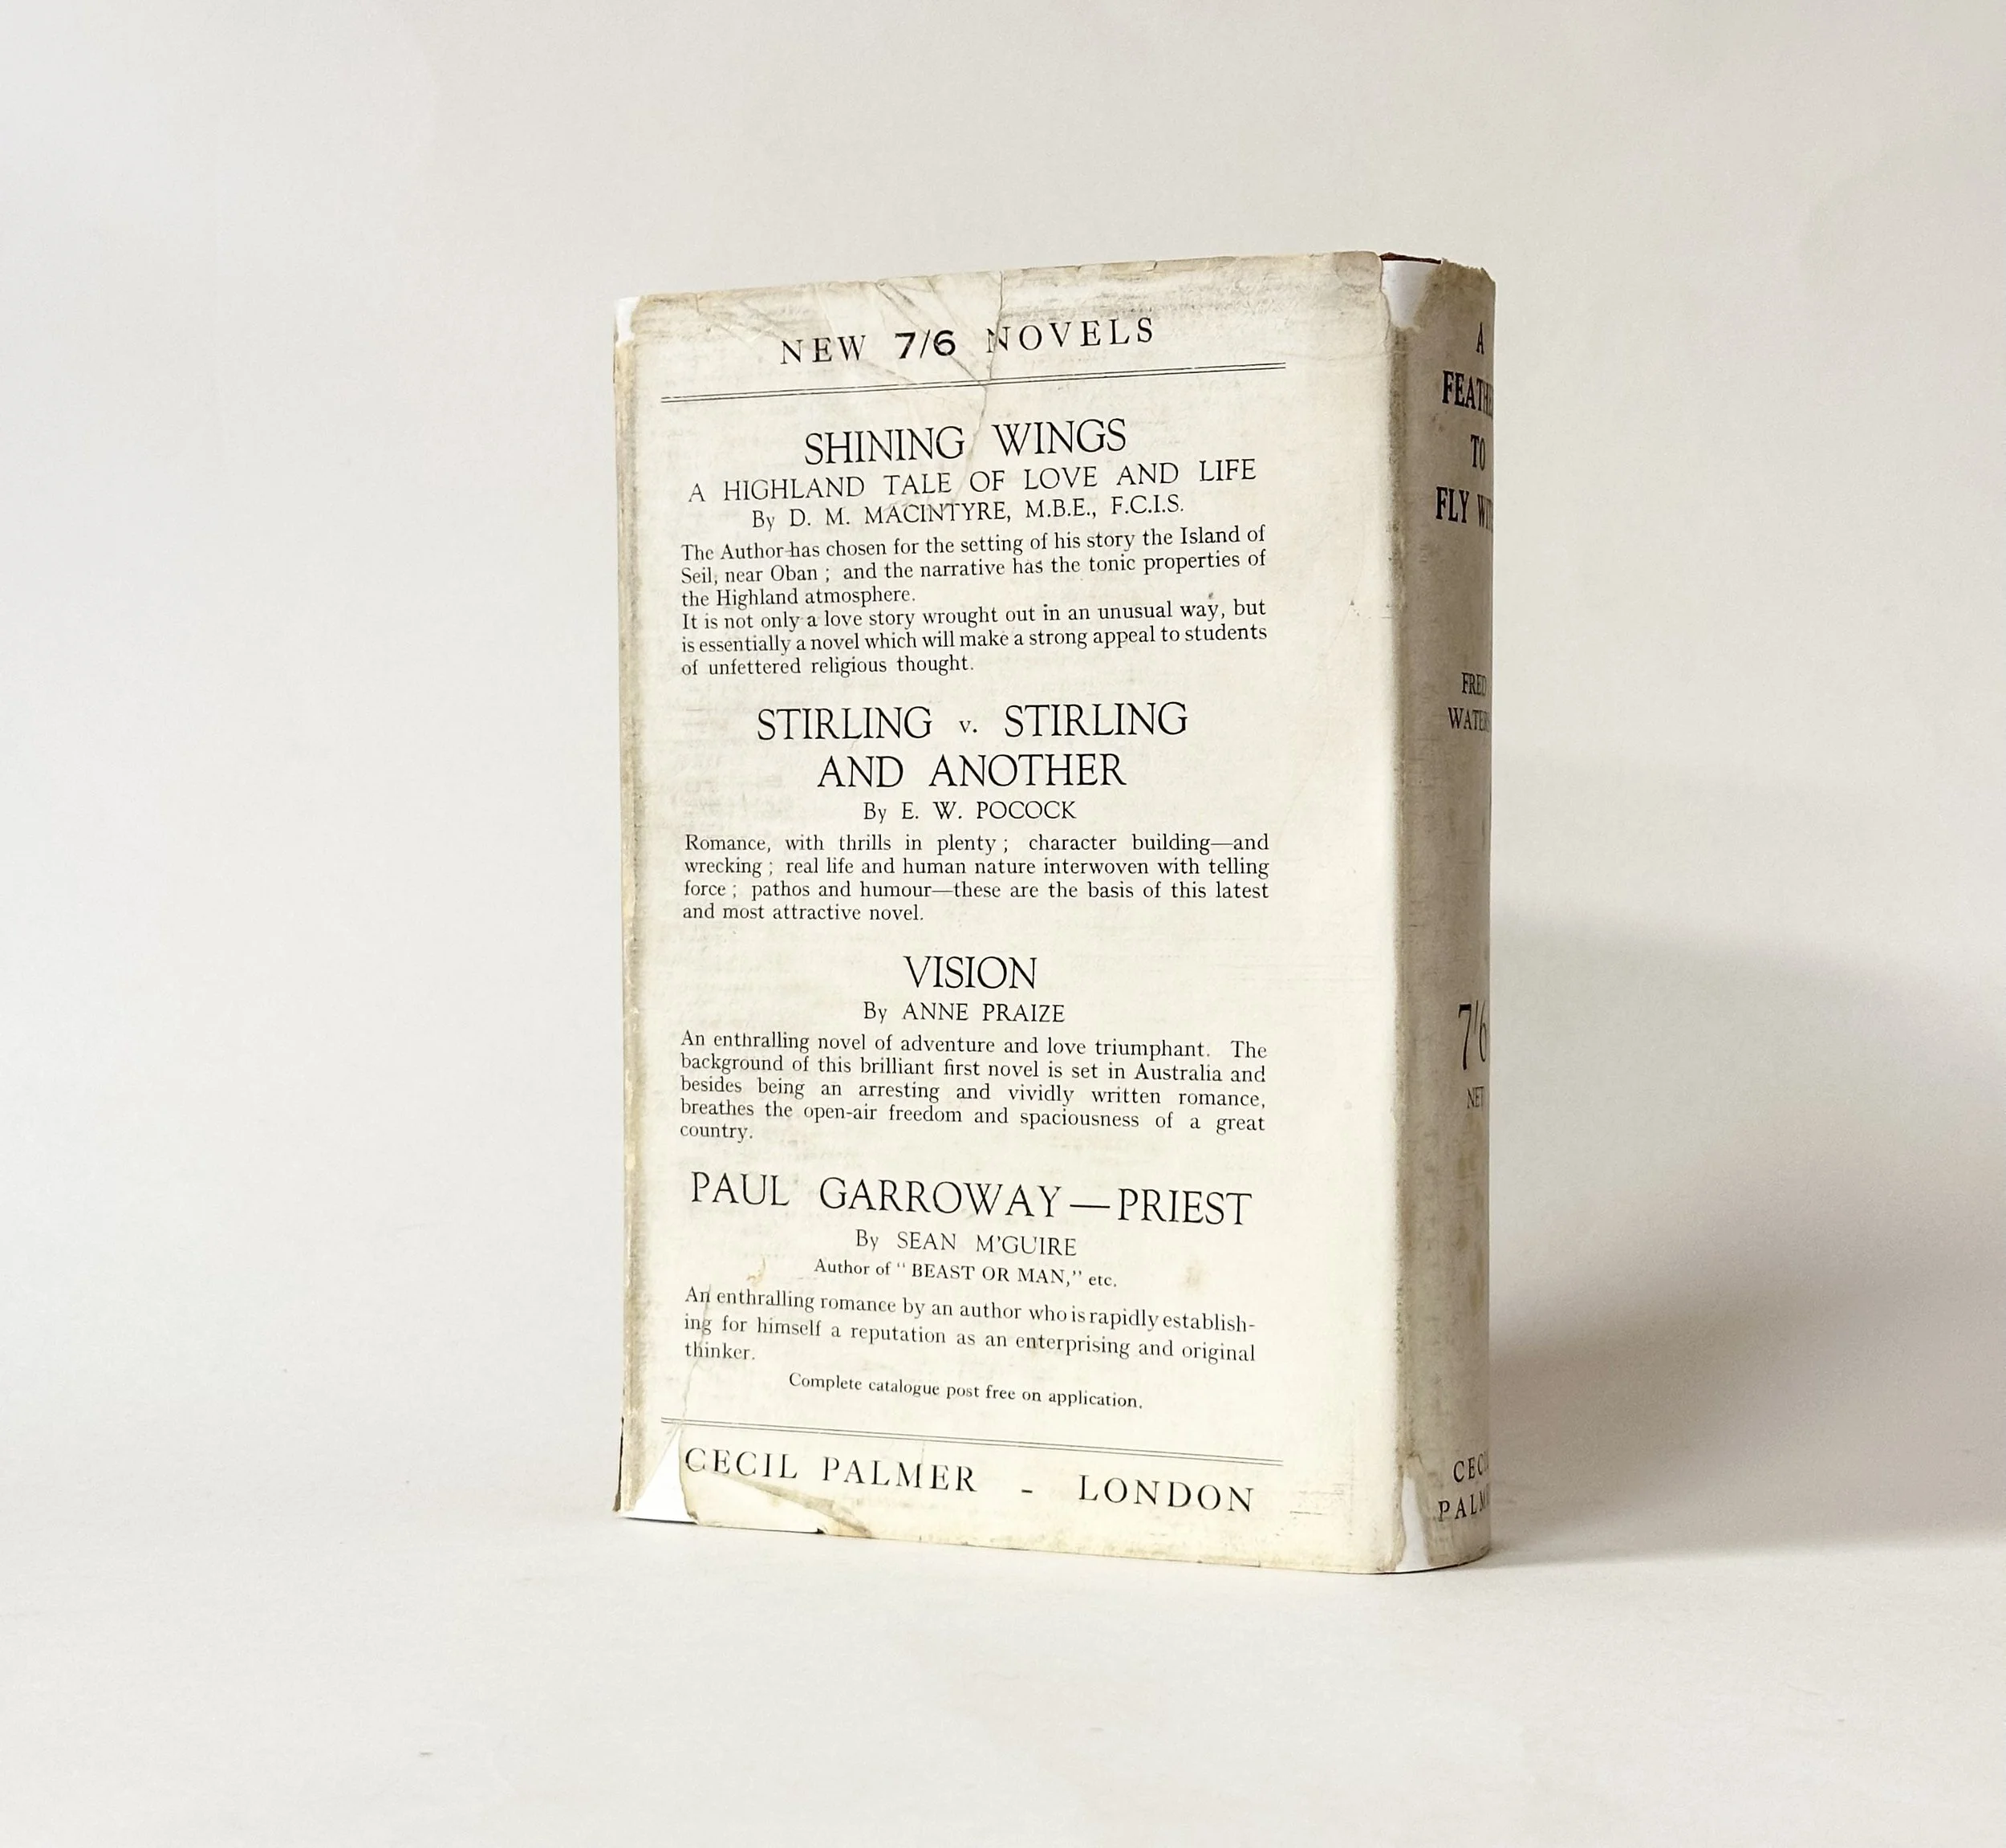 NEW 7/6 NOVELS
SHINING WINGS
A HIGHLAND TALE OF LOVE AND LIFE
By D. M. MACINTYRE, M.B.E., F.C.I.S.
The Author has chosen for the setting of his story the Island of
Seil, near Oban ; and the narrative has the tonic properties of
the Highland atmosphere.
It is not only a love story wrought out in an unusual way, but
is essentially a novel which will make a strong appeal to students
of unfettered religious thought.
STIRLING v. STIRLING
AND ANOTHER
By E. W. POCOCK
Romance, with thrills in plenty ; character building—and
wrecking ; real life and human nature interwoven with telling
force ; pathos and humour—these are the basis of this latest
and most attractive novel.
VISION
By ANNE PRAIZE
An enthralling novel of adventure and love triumphant. The
background of this brilliant first novel is set in Australia and
besides being an arresting and vividly written romance,
breathes the open-air freedom and spaciousness of a great
country.
PAUL GARROWAY—PRIEST
By SEAN M'GUIRE
Author of "BEAST OR MAN," etc.
An enthralling romance by an author who is rapidly establish-
ing for himself a reputation as an enterprising and original
thinker.
Complete catalogue post free on application.
CECIL PALMER - LONDON
A
FEATHE
TO
FLY WIT
FRED
WATERS
7/6
NET
CECI
PALM